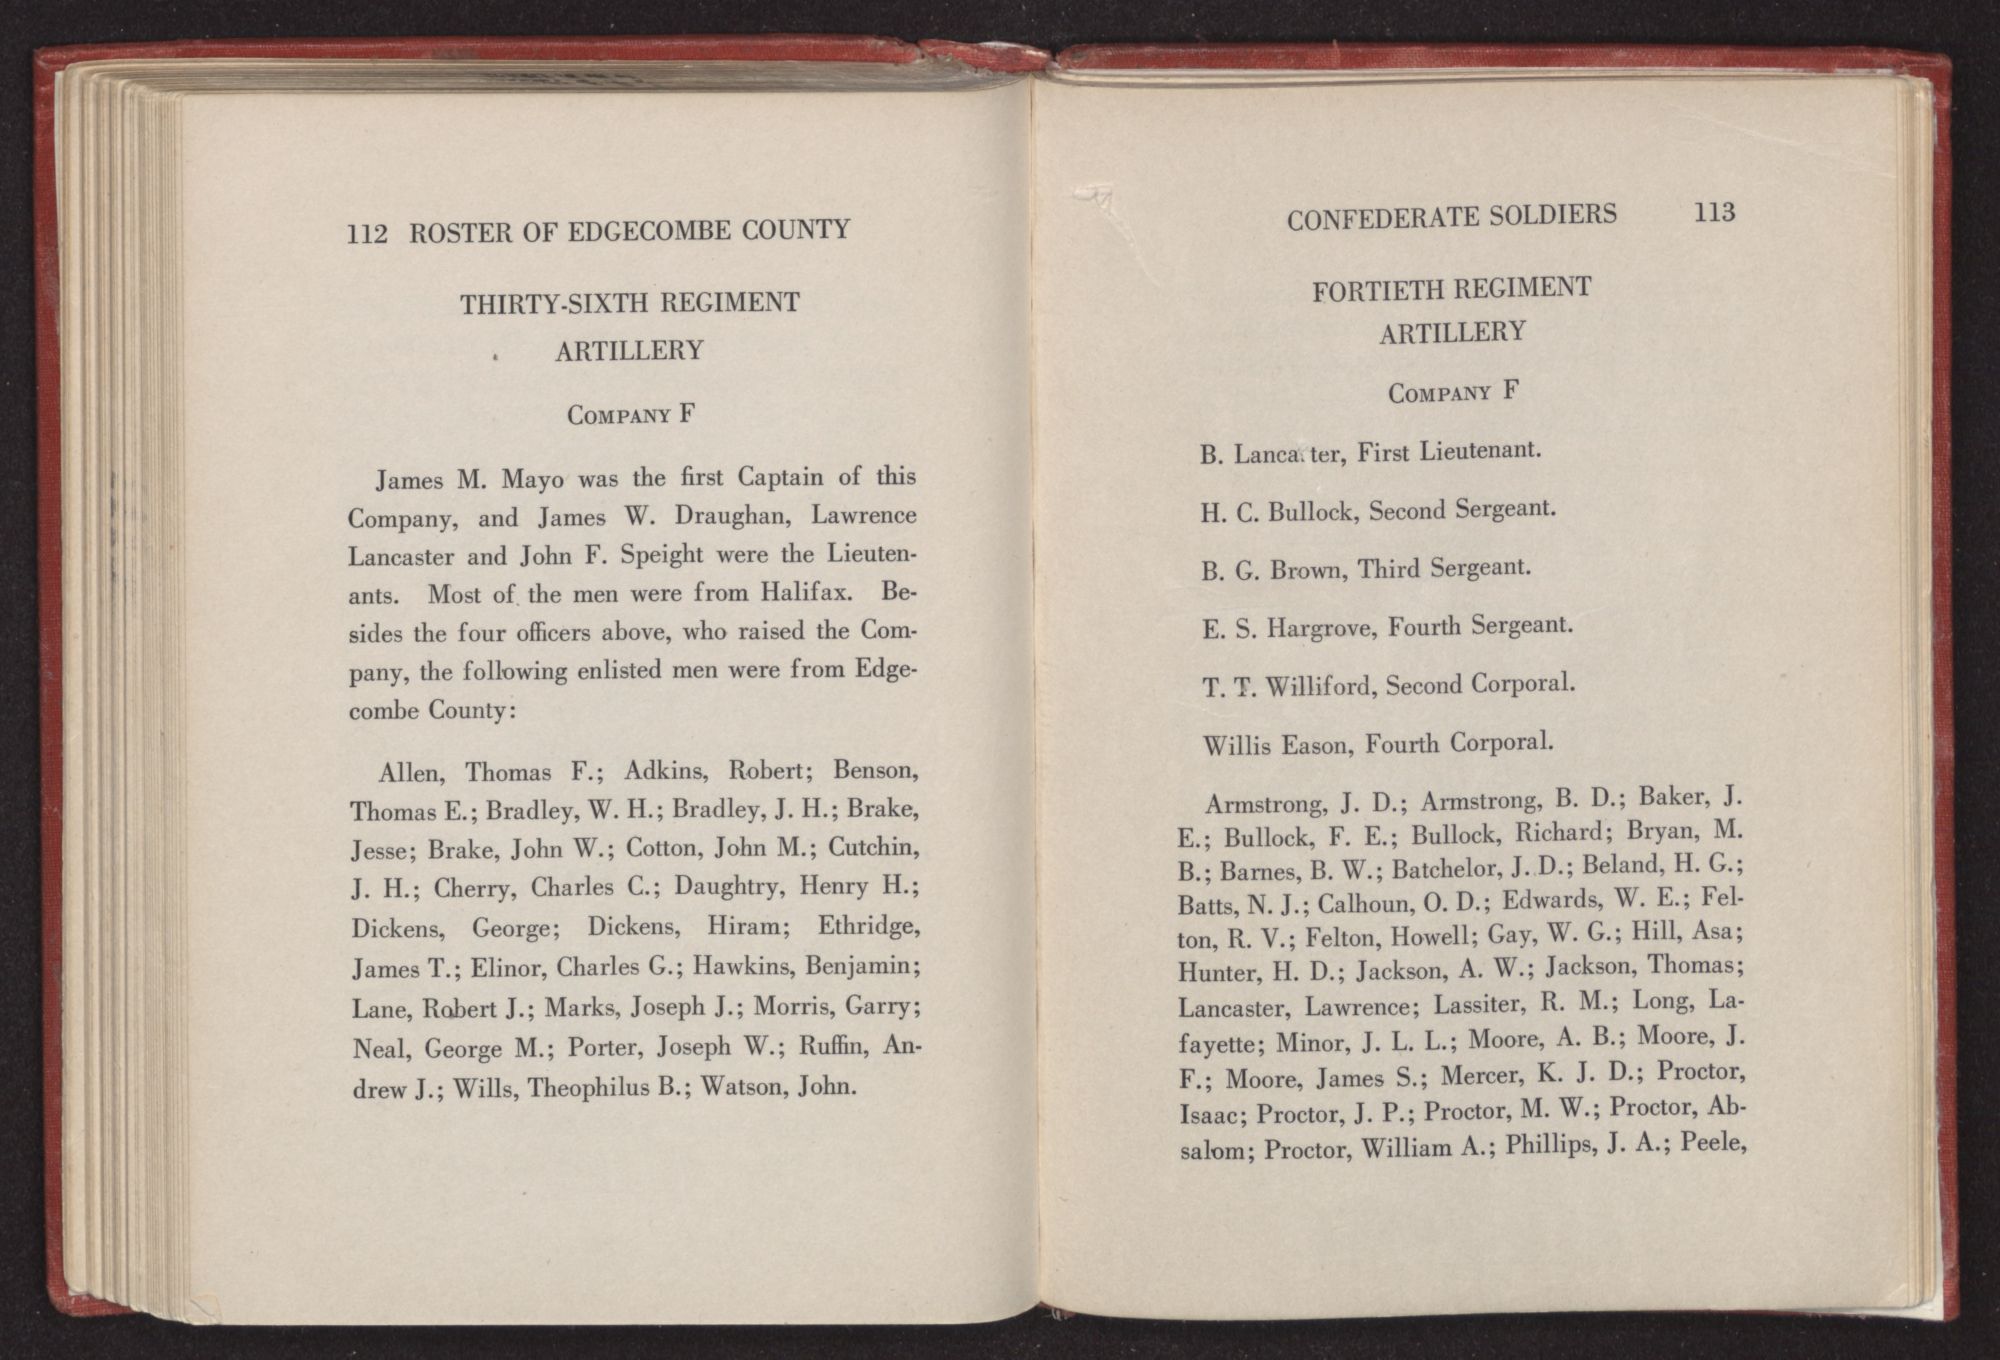 112 ROSTER OF EDGECOMBE COUNTY
THIRTY-SIXTH REGIMENT
ARTILLERY
COMPANY F
James M. Mayo was the first Captain of this
Company, and James W. Draughan, Lawrence
Lancaster and John F. Speight were the Lieuten-
ants. Most of the men were from Halifax. Be-
sides the four officers above, who raised the Com-
pany, the following enlisted men were from Edge-
combe County:
Allen, Thomas F.; Adkins, Robert; Benson,
Thomas E.; Bradley, W. H.; Bradley, J. H.; Brake,
Jesse; Brake, John W.; Cotton, John M.; Cutchin,
J. H.; Cherry, Charles C.; Daughtry, Henry H.;
Dickens, George; Dickens, Hiram; Ethridge,
James T.; Elinor, Charles G.; Hawkins, Benjamin;
Lane, Robert J.; Marks, Joseph J.; Morris, Garry;
Neal, George M.; Porter, Joseph W.; Ruffin, An-
drew J.; Wills, Theophilus B.; Watson, John.
CONFEDERATE SOLDIERS 113
FORTIETH REGIMENT
ARTILLERY
COMPANY F
B. Lancaster, First Lieutenant.
H. C. Bullock, Second Sergeant.
B. G. Brown, Third Sergeant.
E. S. Hargrove, Fourth Sergeant.
T. T. Williford, Second Corporal.
Willis Eason, Fourth Corporal.
Armstrong, J. D.; Armstrong, B. D.; Baker, J.
E.; Bullock, F. E.; Bullock, Richard; Bryan, M.
B.; Barnes, B. W.; Batchelor, J. D.; Beland, H. G.;
Batts, N. J.; Calhoun, O. D.; Edwards, W. E.; Fel-
ton, R. V.; Felton, Howell; Gay, W. G.; Hill, Asa;
Hunter, H. D.; Jackson, A. W.; Jackson, Thomas;
Lancaster, Lawrence; Lassiter, R. M.; Long, La-
fayette; Minor, J. L. L.; Moore, A. B.; Moore, J.
F.; Moore, James S.; Mercer, K. J. D.; Proctor,
Isaac; Proctor, J. P.; Proctor, M. W.; Proctor, Ab-
salom; Proctor, William A.; Phillips, J. A.; Peele,